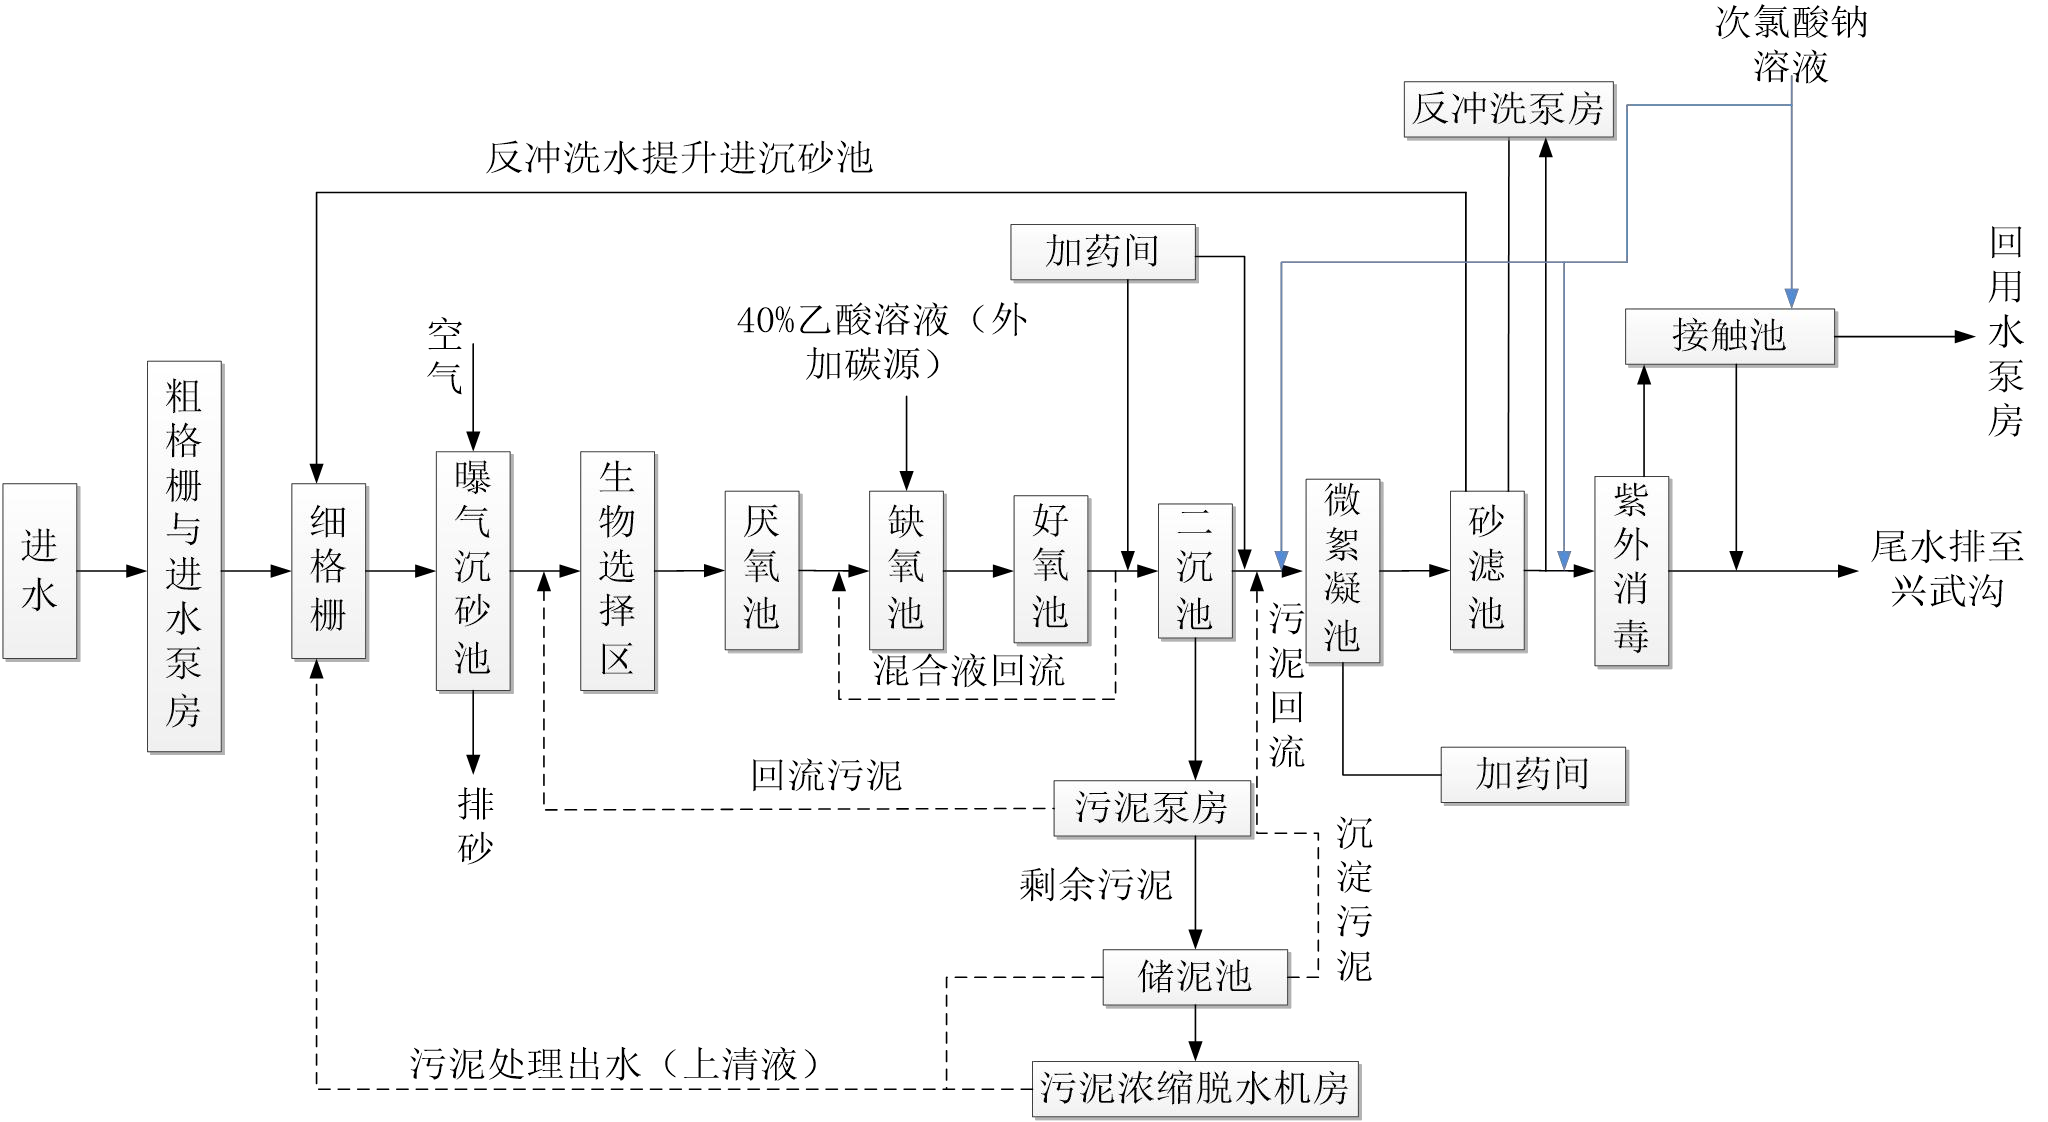 次氯酸钠
溶液
反冲洗泵房
反冲洗水提升进沉砂池
加药间
回用水泵房
40%乙酸溶液（外
加碳源）
空气
接触池
进水
粗格栅与进水泵房
细格栅
曝气沉砂池
生物选择区
厌氧池
缺氧池
好氧池
二沉池
微絮凝池
砂滤池
紫外消毒
尾水排至
兴武沟
混合液回流
污泥回流
回流污泥
排砂
污泥泵房
加药间
剩余污泥
沉淀污泥
储泥池
污泥处理出水（上清液）
污泥浓缩脱水机房